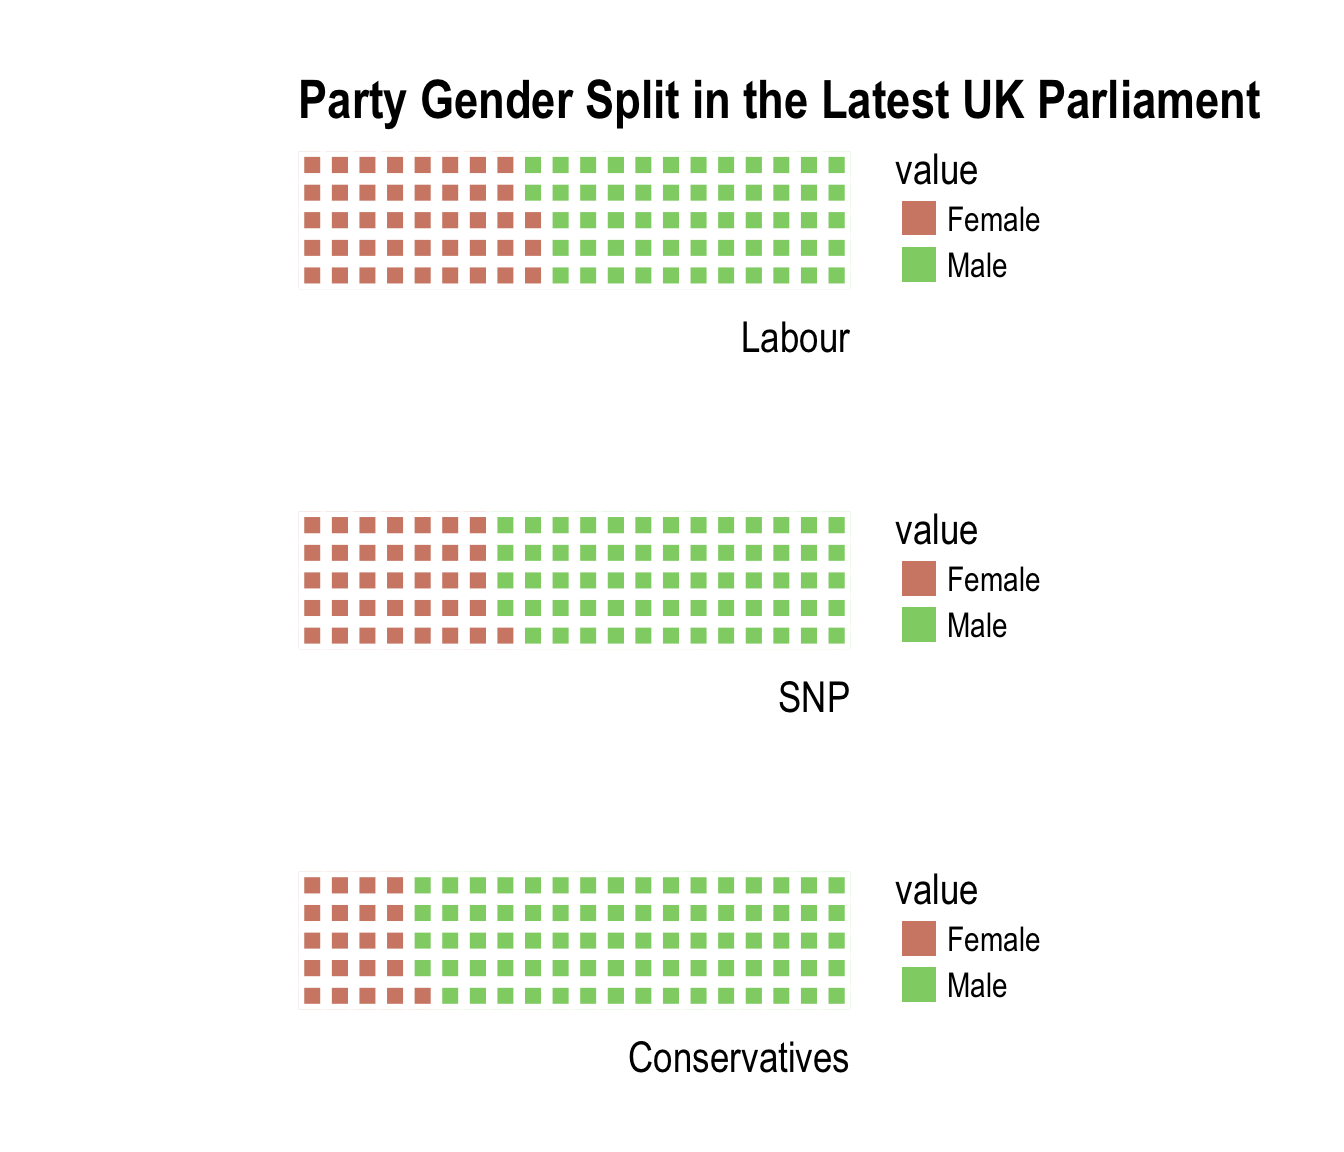 Party Gender Split in the Latest UK Parliament
value
Female
Male
Labour
value
Female
Male
SNP
value
Female
Male
Conservatives